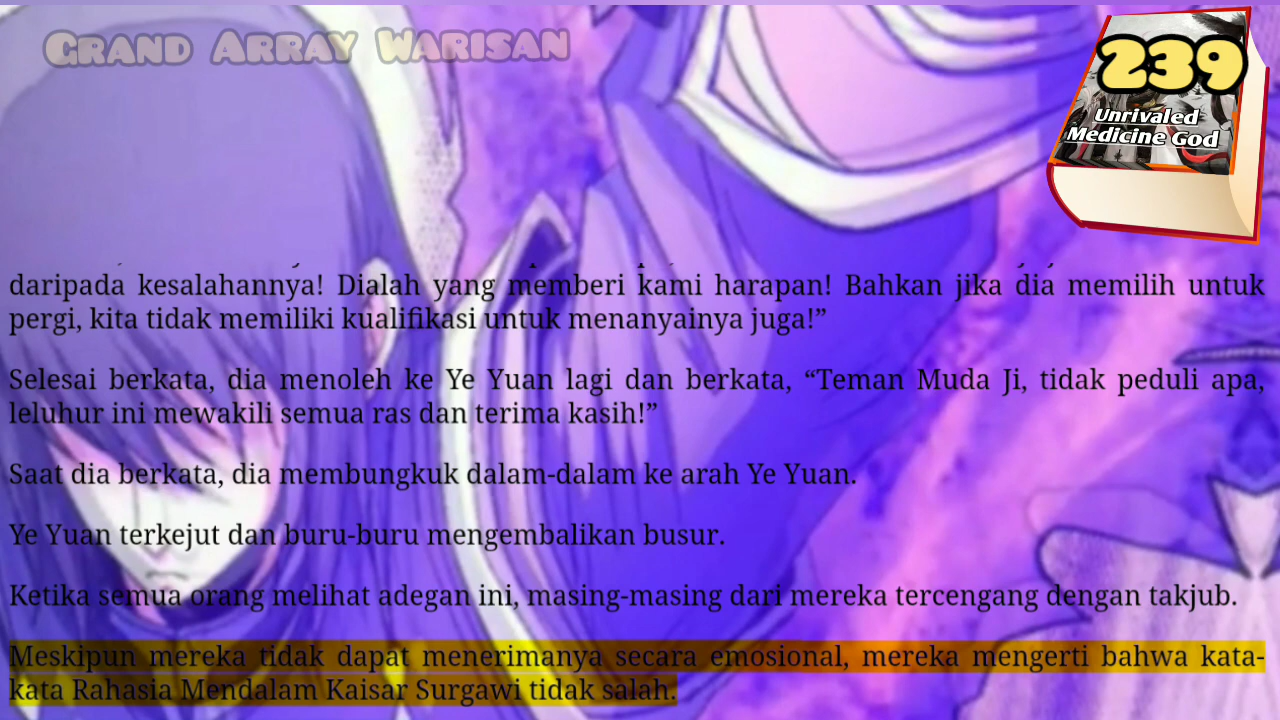 Grand Array Warisan
239
Unrivaled
Medicine God
daripada kesalahannya! Dialah yang memberi kami harapan! Bahkan jika dia memilih untuk
pergi, kita tidak memiliki kualifikasi untuk menanyainya juga!”
Selesai berkata, dia menoleh ke Ye Yuan lagi dan berkata, “Teman Muda Ji, tidak peduli apa,
leluhur ini mewakili semua ras dan terima kasih!”
Saat dia berkata, dia membungkuk dalam-dalam ke arah Ye Yuan.
Ye Yuan terkejut dan buru-buru mengembalikan busur.
Ketika semua orang melihat adegan ini, masing-masing dari mereka tercengang dengan takjub.
Meskipun mereka tidak dapat menerimanya secara emosional, mereka mengerti bahwa kata-
kata Rahasia Mendalam Kaisar Surgawi tidak salah.